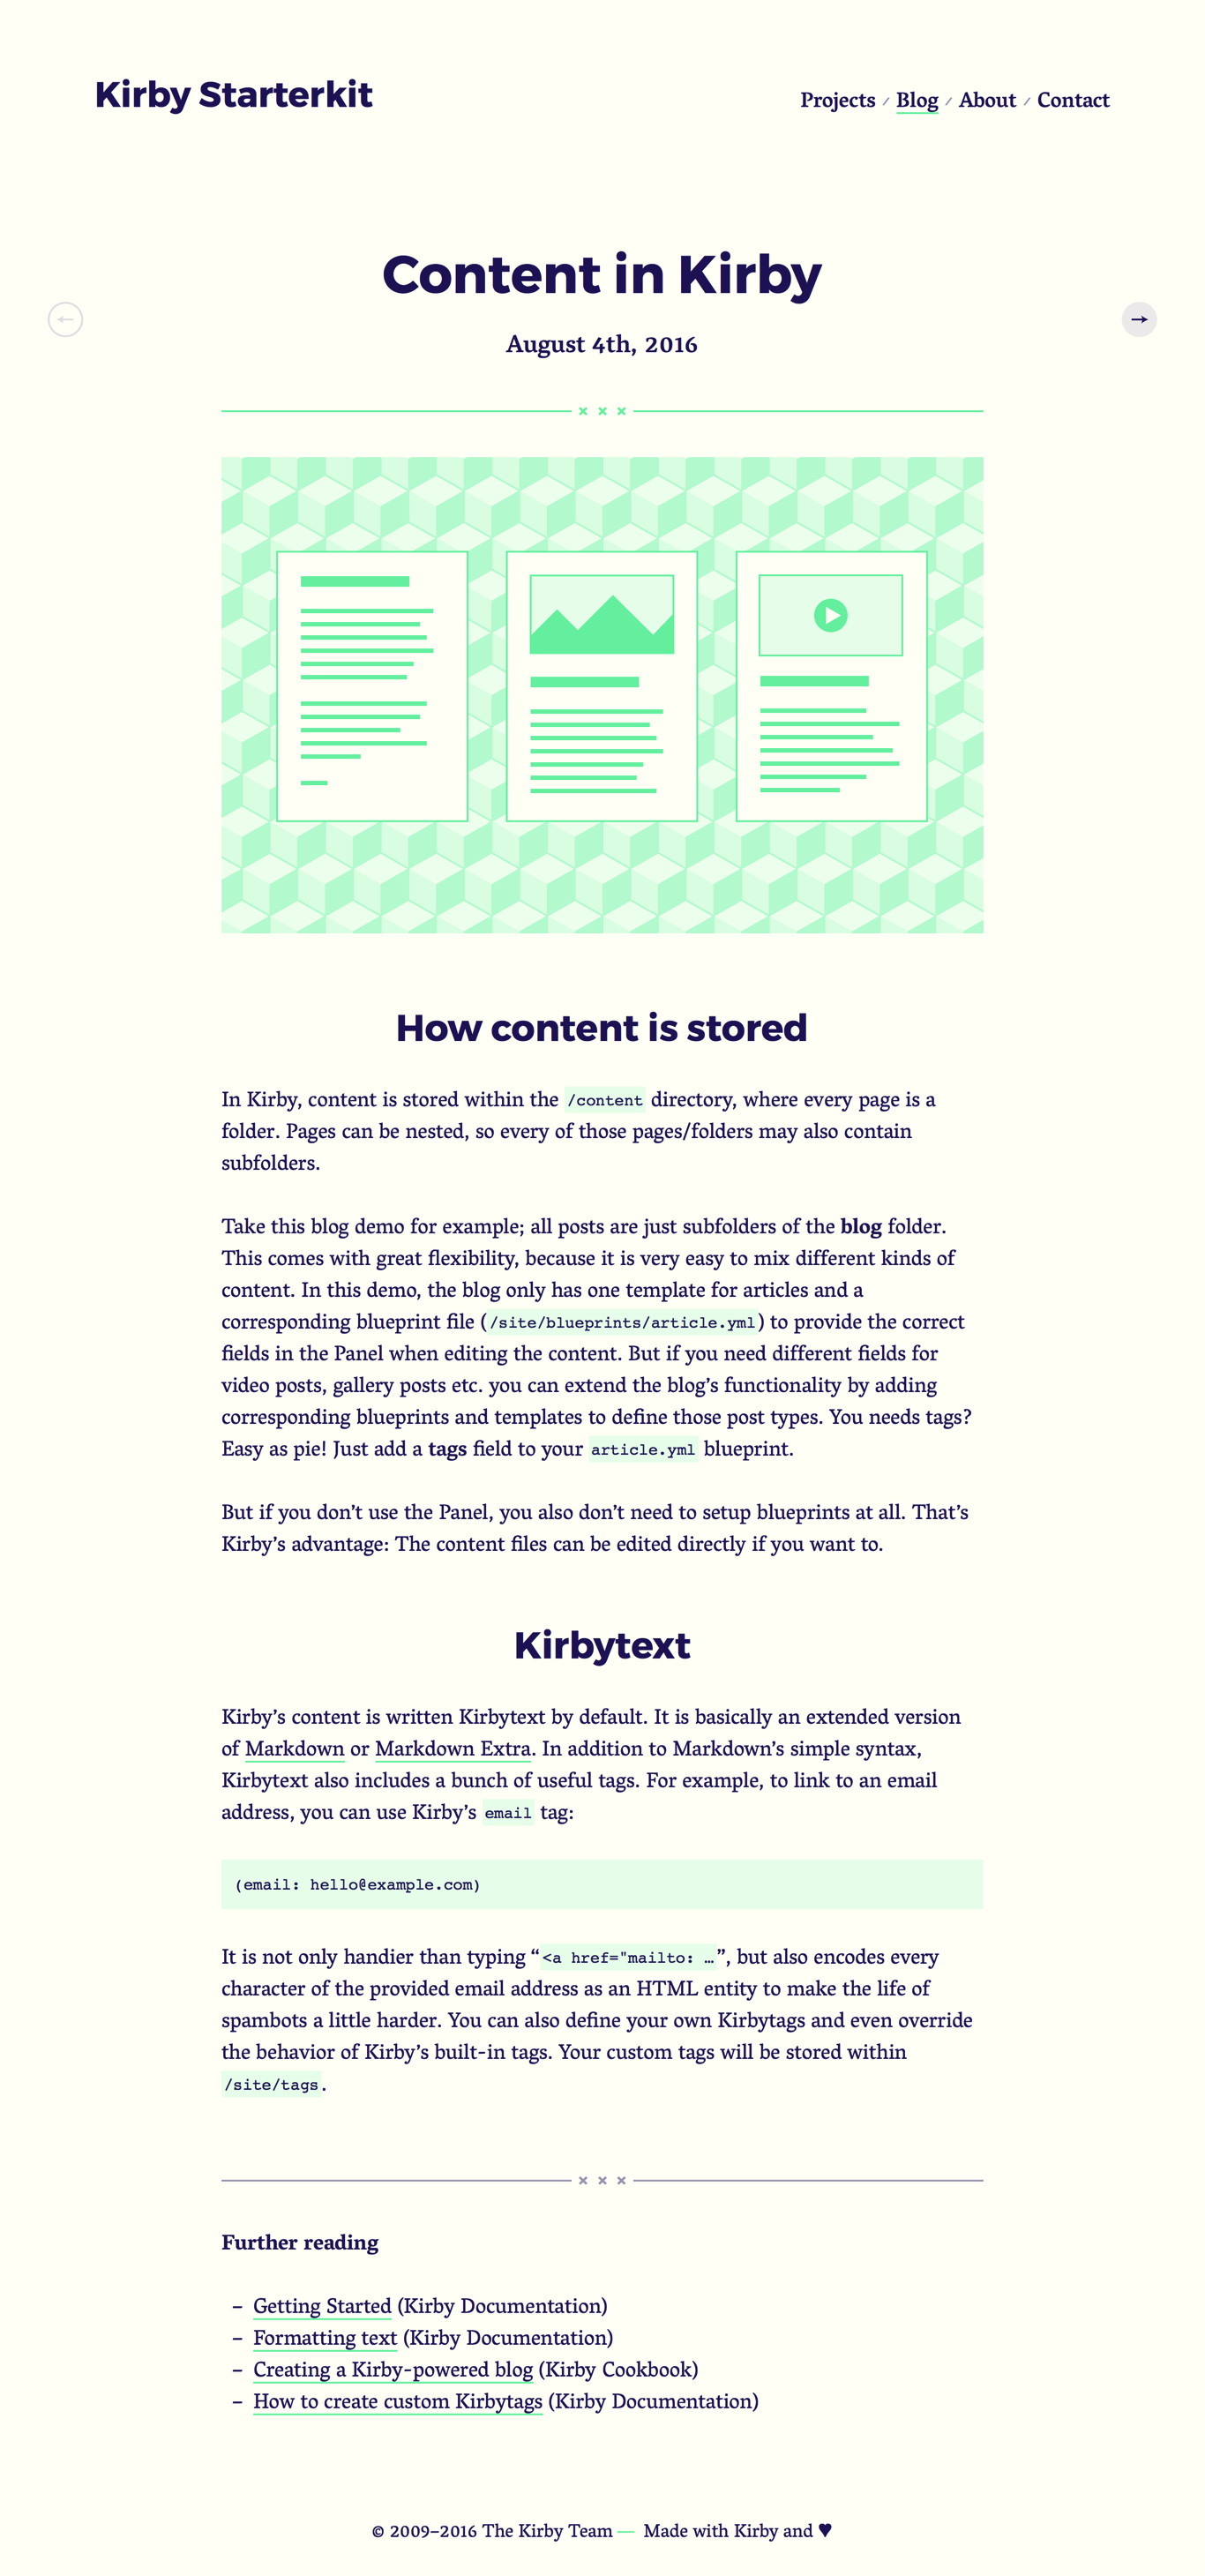 Kirby Starterkit
Projects / Blog / About / Contact
Content in Kirby
August 4th, 2016
How content is stored
In Kirby, content is stored within the /content directory, where every page is a
folder. Pages can be nested, so every of those pages/folders may also contain
subfolders.
Take this blog demo for example; all posts are just subfolders of the blog folder.
This comes with great flexibility, because it is very easy to mix different kinds of
content. In this demo, the blog only has one template for articles and a
corresponding blueprint file (/site/blueprints/article.yml) to provide the correct
fields in the Panel when editing the content. But if you need different fields for
video posts, gallery posts etc. you can extend the blog’s functionality by adding
corresponding blueprints and templates to define those post types. You needs tags?
Easy as pie! Just add a tags field to your article.yml blueprint.
But if you don’t use the Panel, you also don’t need to setup blueprints at all. That’s
Kirby’s advantage: The content files can be edited directly if you want to.
Kirbytext
Kirby’s content is written Kirbytext by default. It is basically an extended version
of Markdown or Markdown Extra. In addition to Markdown’s simple syntax,
Kirbytext also includes a bunch of useful tags. For example, to link to an email
address, you can use Kirby’s email tag:
(email: hello@example.com)
It is not only handier than typing “<a href="mailto: …”, but also encodes every
character of the provided email address as an HTML entity to make the life of
spambots a little harder. You can also define your own Kirbytags and even override
the behavior of Kirby’s built-in tags. Your custom tags will be stored within
/site/tags.
Further reading
– Getting Started (Kirby Documentation)
– Formatting text (Kirby Documentation)
– Creating a Kirby-powered blog (Kirby Cookbook)
– How to create custom Kirbytags (Kirby Documentation)
© 2009–2016 The Kirby Team — Made with Kirby and ♥